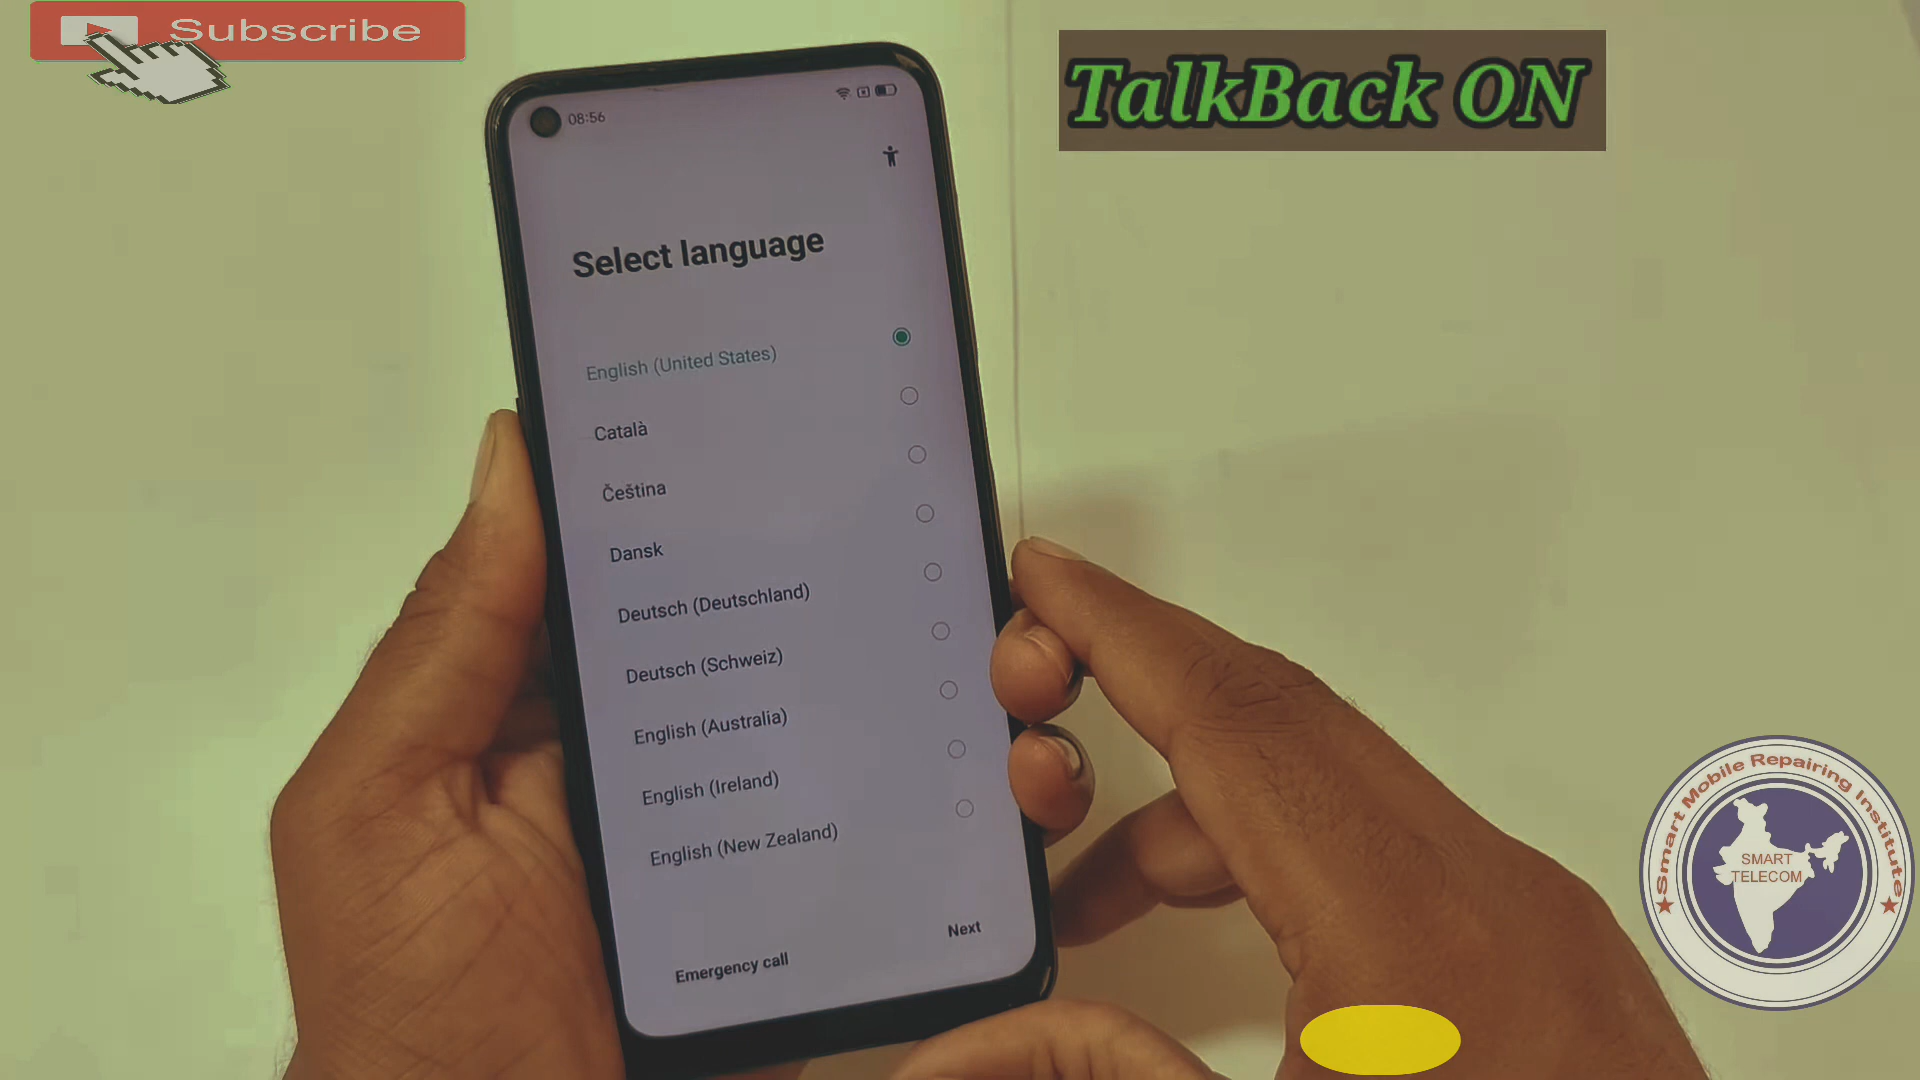 Subscribe
TalkBack ON
08:56
Select language
English (United States)
Català
Čeština
Dansk
Deutsch (Deutschland)
Deutsch (Schweiz)
English (Australia)
English (Ireland)
English (New Zealand)
Next
Emergency call
Smart Mobile Repairing Institute
SMART
TELECOM